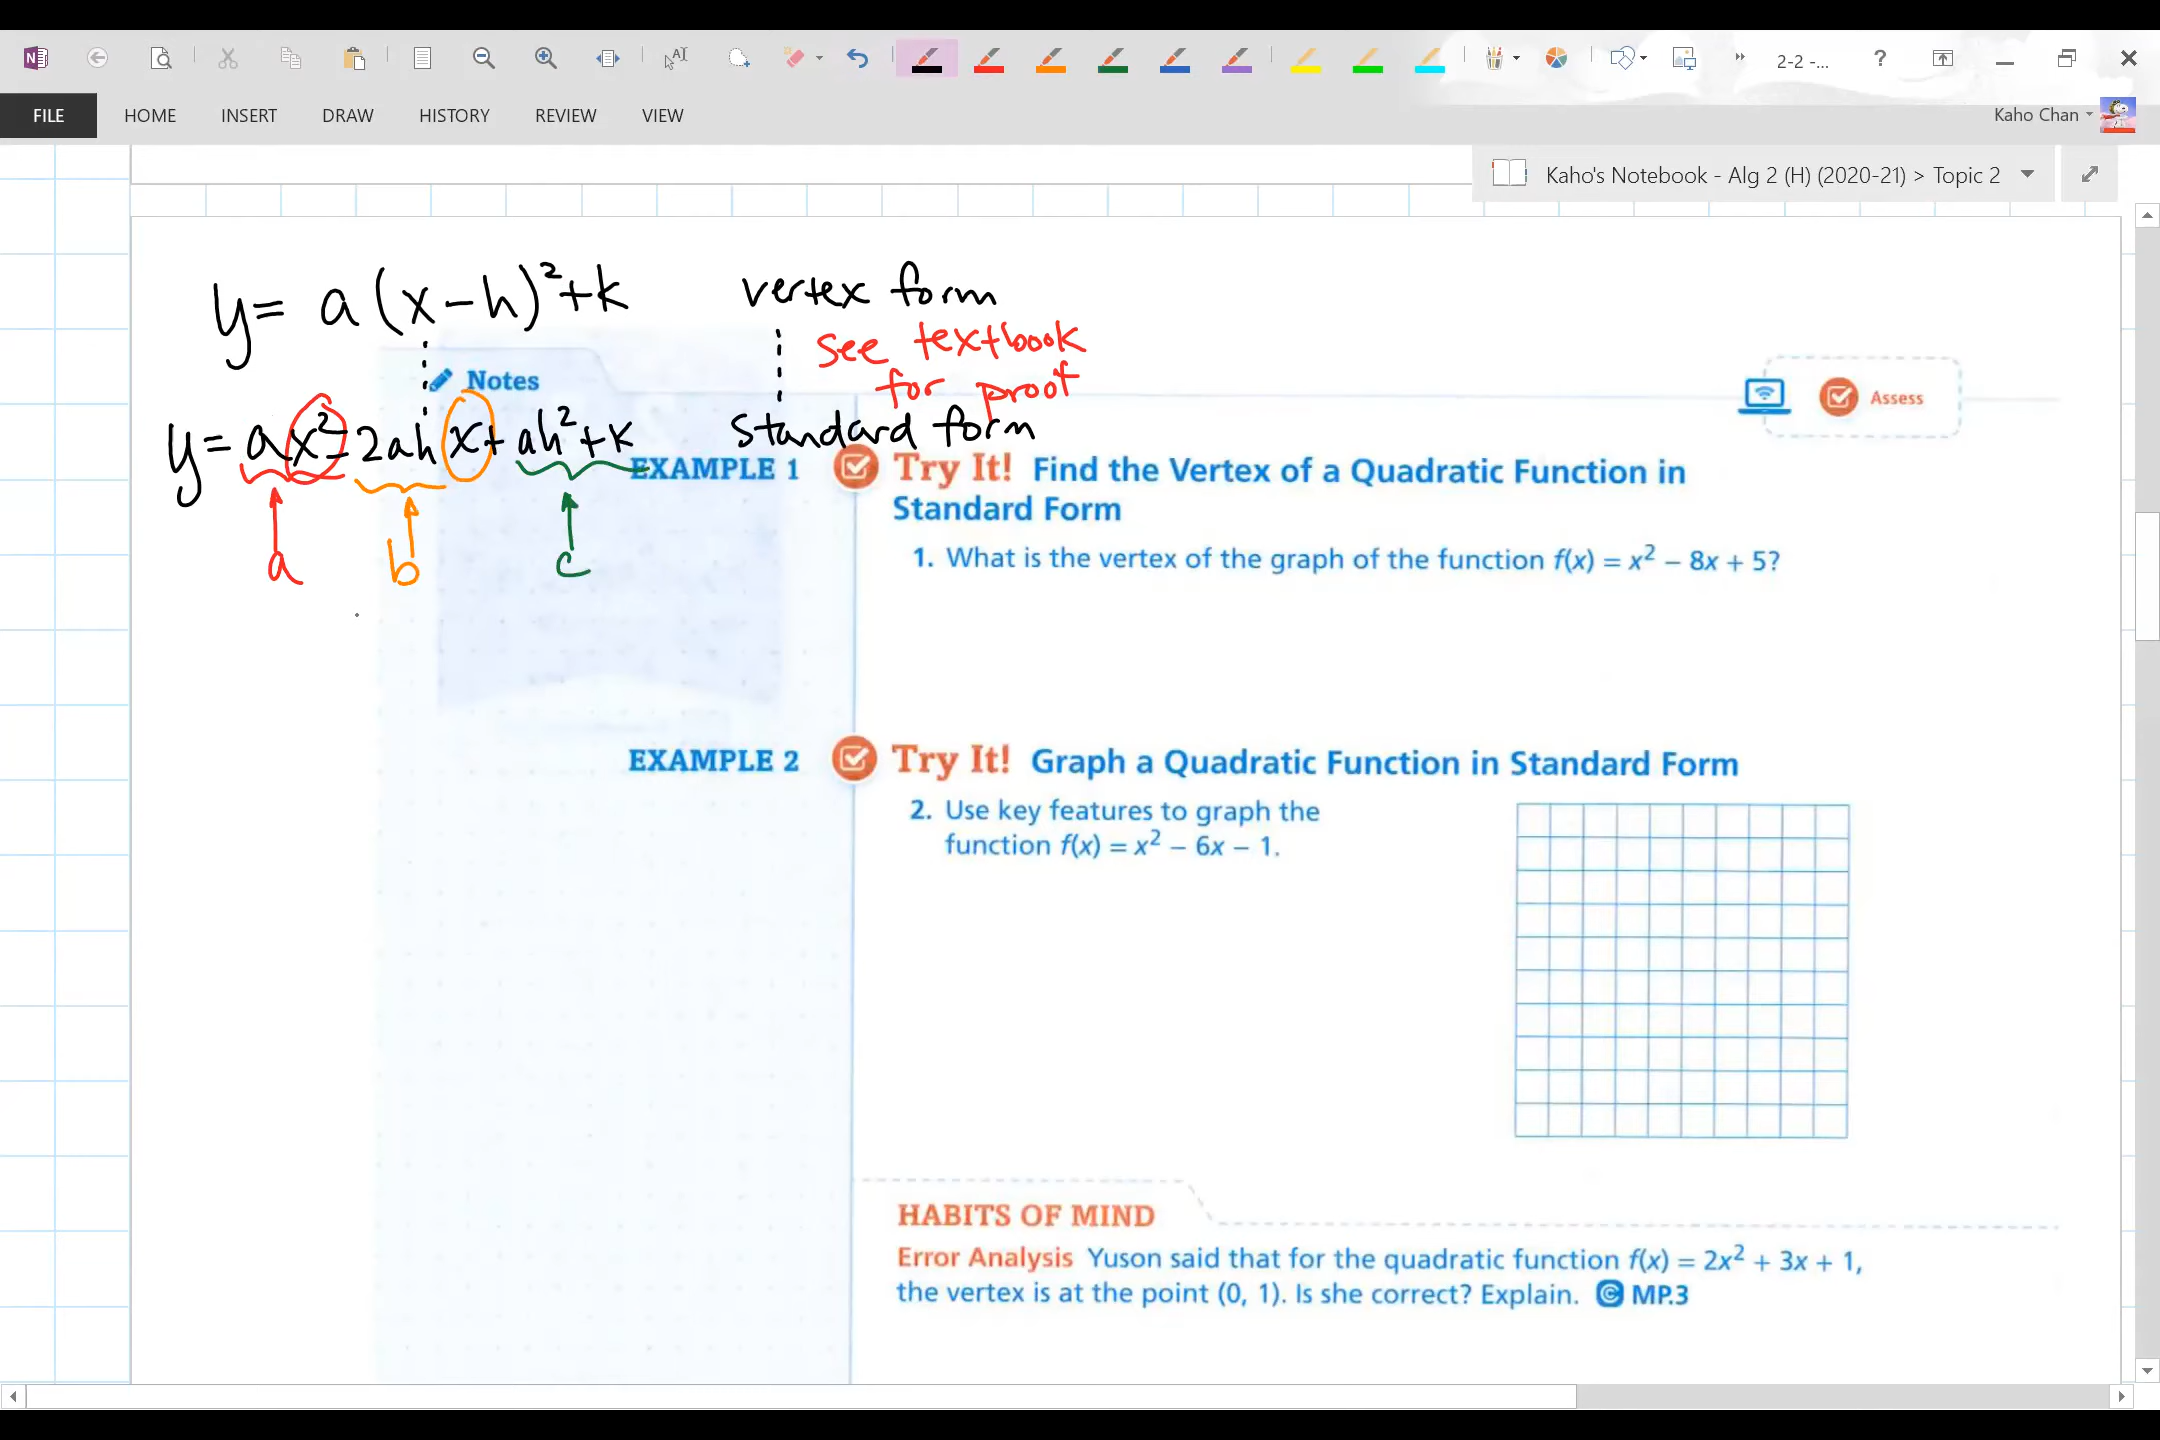 2-2 -...
FILE HOME INSERT DRAW HISTORY REVIEW VIEW
Kaho Chan
Kaho's Notebook - Alg 2 (H) (2020-21) > Topic 2
y = a(x-h)²+k vertex form
see textbook
for proof
Notes
Assess
y = ax²-2ahx+ah²+k standard form
a b c
EXAMPLE 1 Try It! Find the Vertex of a Quadratic Function in
Standard Form
1. What is the vertex of the graph of the function f(x) = x² – 8x + 5?
EXAMPLE 2 Try It! Graph a Quadratic Function in Standard Form
2. Use key features to graph the
function f(x) = x² – 6x – 1.
HABITS OF MIND
Error Analysis Yuson said that for the quadratic function f(x) = 2x² + 3x + 1,
the vertex is at the point (0, 1). Is she correct? Explain. MP.3